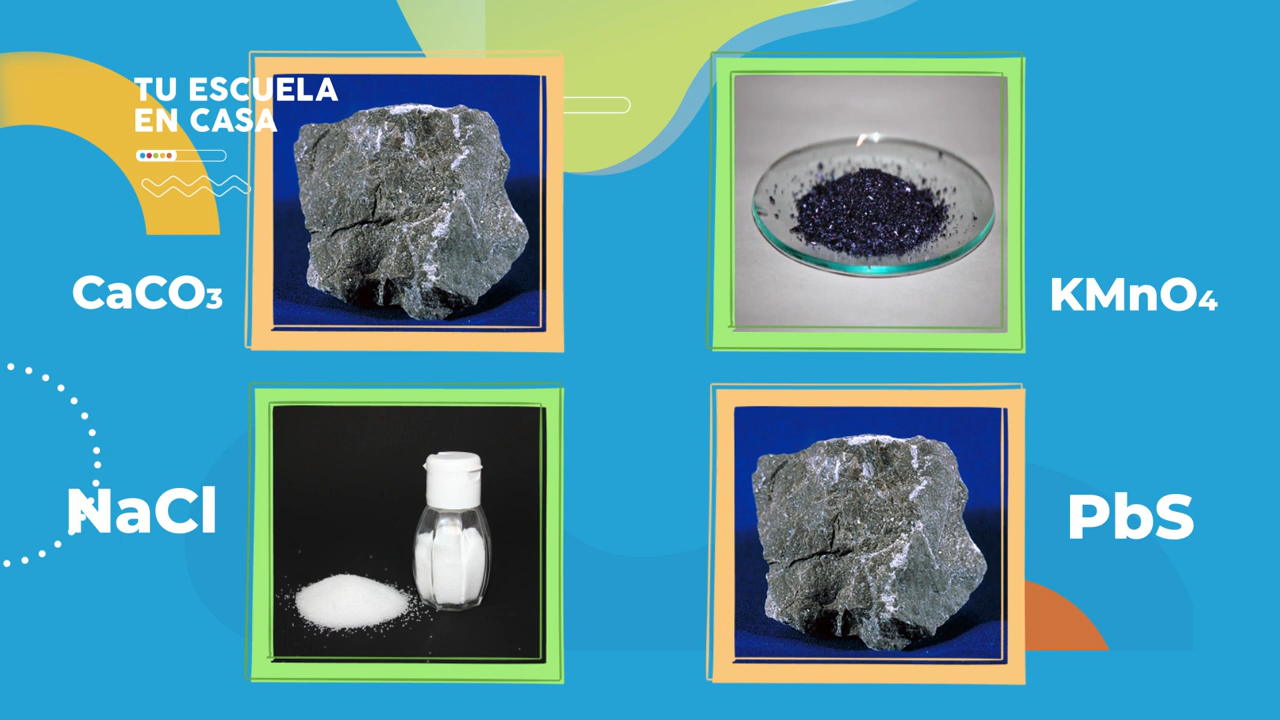 TU ESCUELA
EN CASA
CaCO₃
KMnO₄
NaCl
PbS